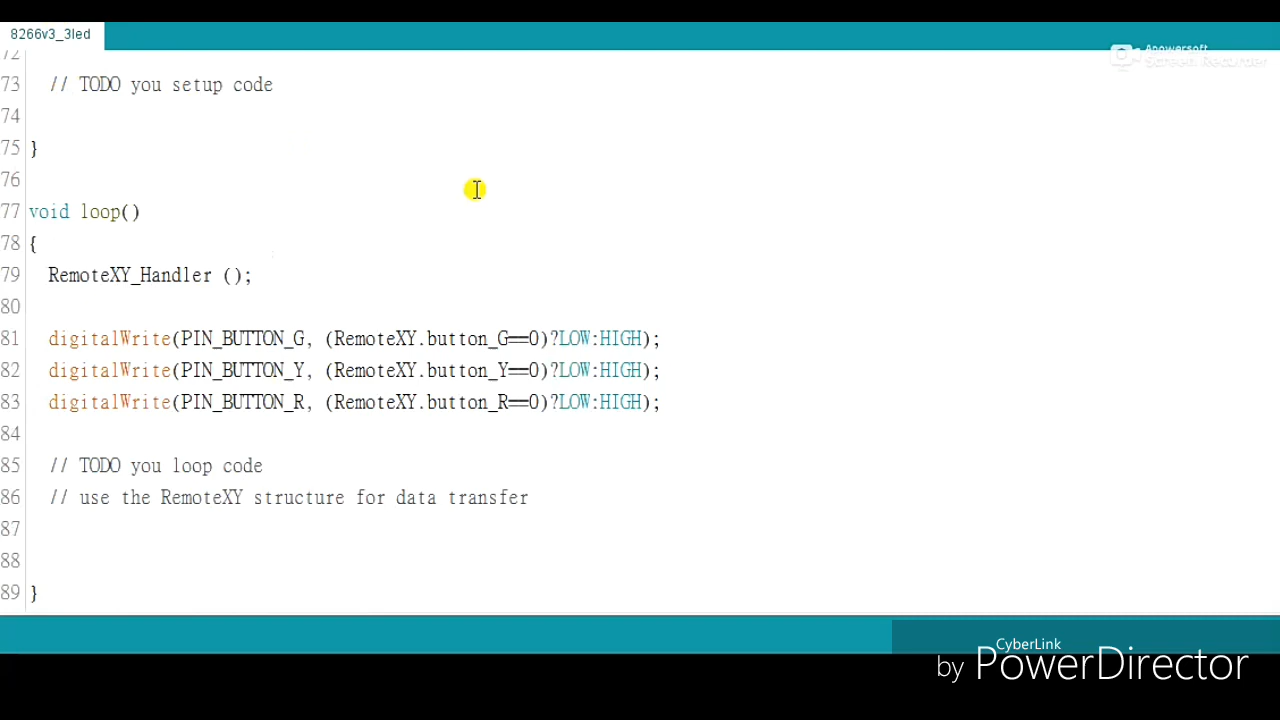 8266v3_3led
Apowersoft
Screen Recorder
72
73 // TODO you setup code
74
75 }
76
77 void loop()
78 {
79 RemoteXY_Handler ();
80
81 digitalWrite(PIN_BUTTON_G, (RemoteXY.button_G==0)?LOW:HIGH);
82 digitalWrite(PIN_BUTTON_Y, (RemoteXY.button_Y==0)?LOW:HIGH);
83 digitalWrite(PIN_BUTTON_R, (RemoteXY.button_R==0)?LOW:HIGH);
84
85 // TODO you loop code
86 // use the RemoteXY structure for data transfer
87
88
89 }
CyberLink
by PowerDirector